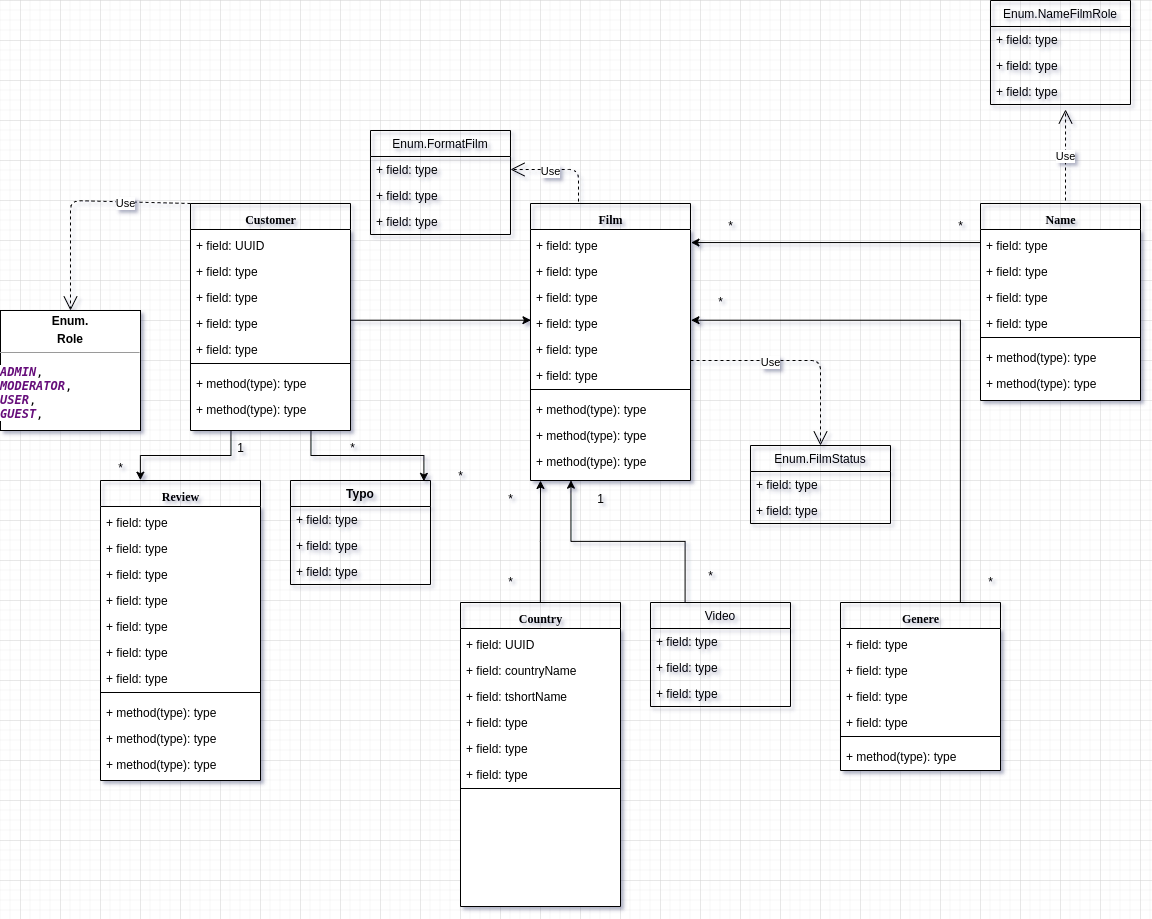 Enum.NameFilmRole
+ field: type
+ field: type
+ field: type
Use
Enum.FormatFilm
+ field: type
+ field: type
+ field: type
Use
Use
Customer
+ field: UUID
+ field: type
+ field: type
+ field: type
+ field: type
+ method(type): type
+ method(type): type
Film
+ field: type
+ field: type
+ field: type
+ field: type
+ field: type
+ field: type
+ method(type): type
+ method(type): type
+ method(type): type
*
*
*
Name
+ field: type
+ field: type
+ field: type
+ field: type
+ method(type): type
+ method(type): type
Enum.
Role
ADMIN,
MODERATOR,
USER,
GUEST,
Use
Enum.FilmStatus
+ field: type
+ field: type
1
*
*
*
Review
+ field: type
+ field: type
+ field: type
+ field: type
+ field: type
+ field: type
+ field: type
+ method(type): type
+ method(type): type
+ method(type): type
Typo
+ field: type
+ field: type
+ field: type
*
1
*
*
*
Country
+ field: UUID
+ field: countryName
+ field: tshortName
+ field: type
+ field: type
+ field: type
Video
+ field: type
+ field: type
+ field: type
Genere
+ field: type
+ field: type
+ field: type
+ field: type
+ method(type): type